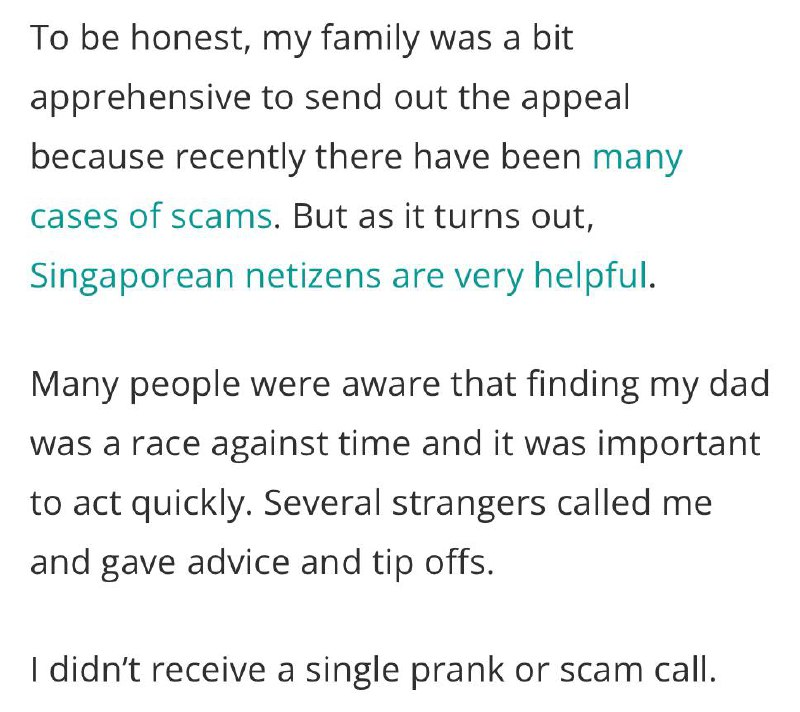 To be honest, my family was a bit
apprehensive to send out the appeal
because recently there have been many
cases of scams. But as it turns out,
Singaporean netizens are very helpful.
Many people were aware that finding my dad
was a race against time and it was important
to act quickly. Several strangers called me
and gave advice and tip offs.
I didn’t receive a single prank or scam call.